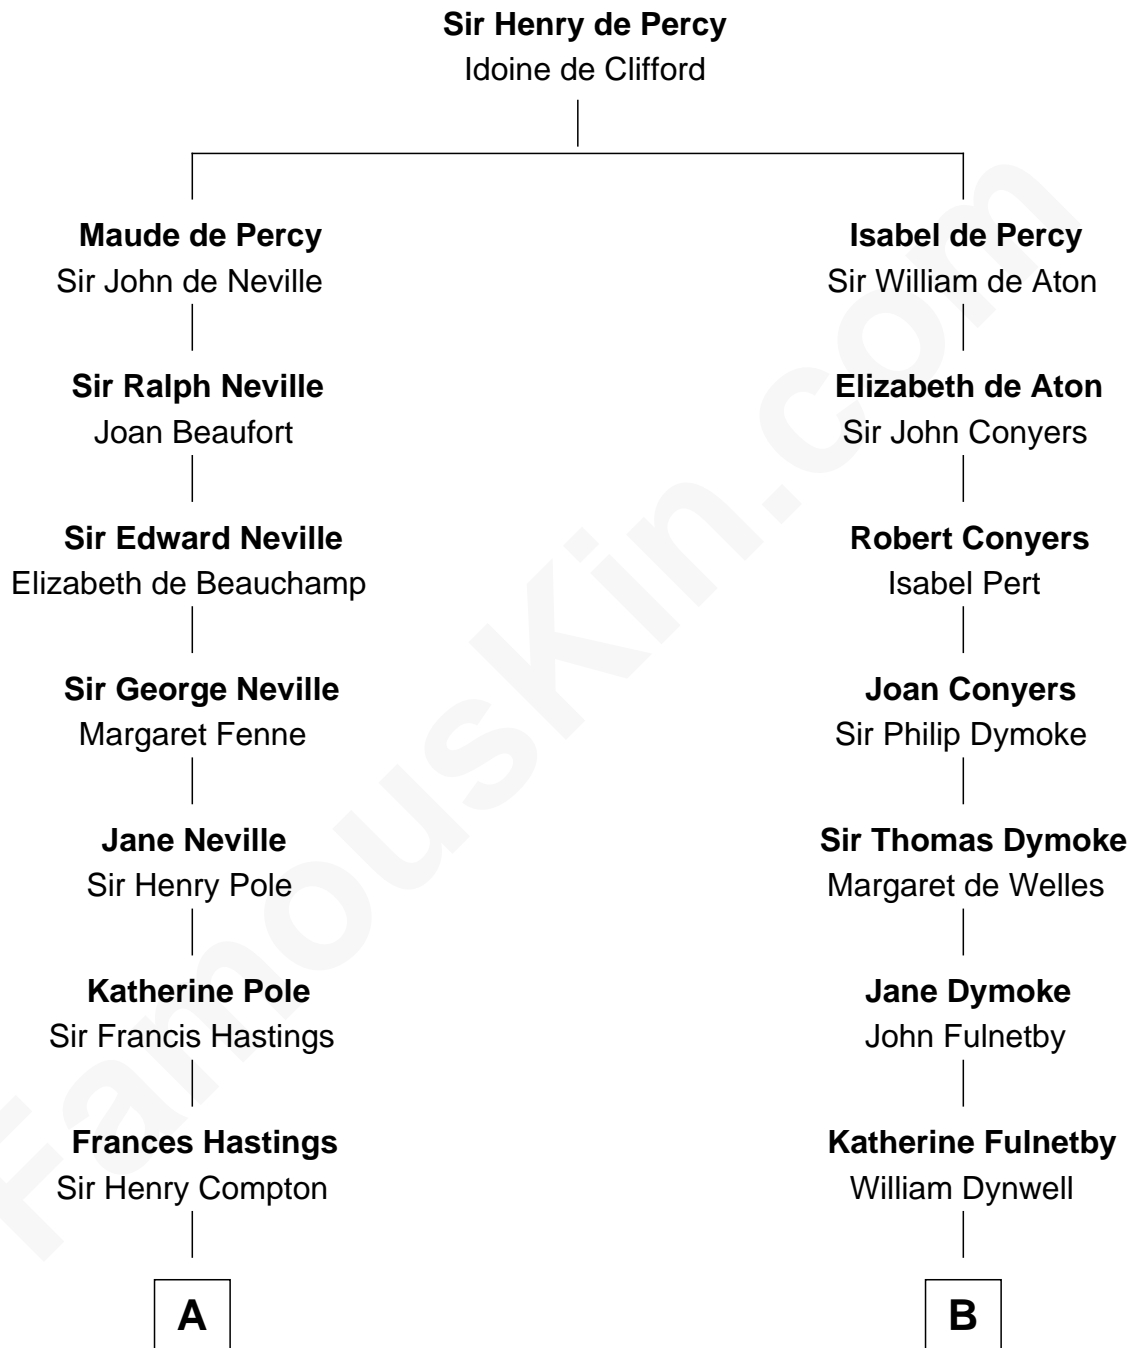 Sir Henry de Percy
Idoine de Clifford
Maude de Percy
Sir John de Neville
Isabel de Percy
Sir William de Aton
Sir Ralph Neville
Joan Beaufort
Elizabeth de Aton
Sir John Conyers
Sir Edward Neville
Elizabeth de Beauchamp
Robert Conyers
Isabel Pert
Sir George Neville
Margaret Fenne
Joan Conyers
Sir Philip Dymoke
Jane Neville
Sir Henry Pole
Sir Thomas Dymoke
Margaret de Welles
Katherine Pole
Sir Francis Hastings
Jane Dymoke
John Fulnetby
Frances Hastings
Sir Henry Compton
Katherine Fulnetby
William Dynwell
A
B
FamousKin.com